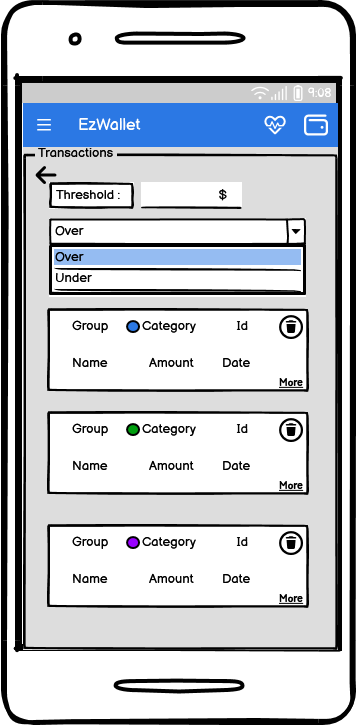 9:08
EzWallet
Transactions
Threshold : $
Over
Over
Under
Group Category Id
Name Amount Date
More
Group Category Id
Name Amount Date
More
Group Category Id
Name Amount Date
More